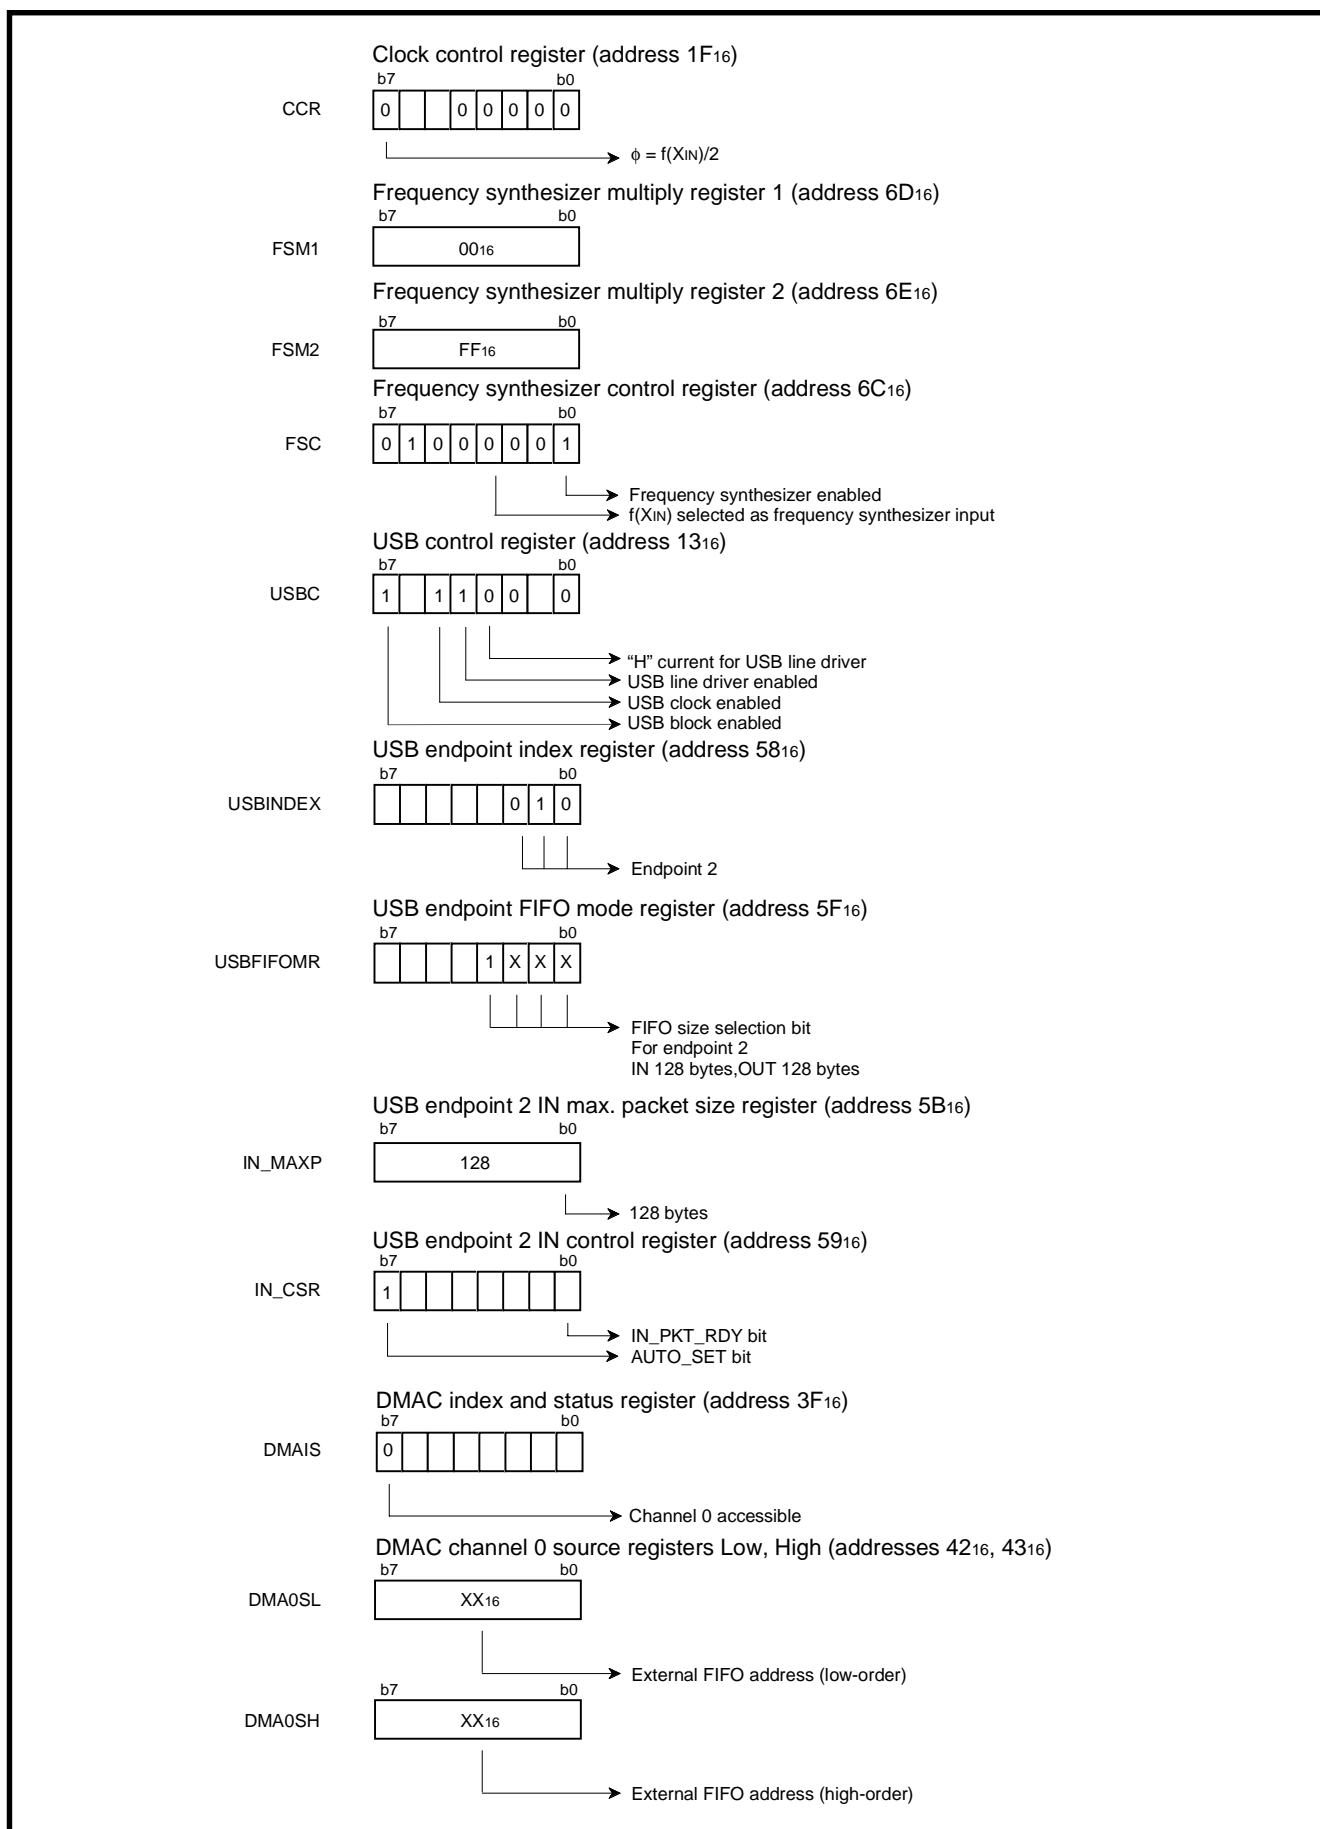 Clock control register (address 1F16)
b7 b0
CCR 0 0 0 0 0 0
ϕ = f(XIN)/2
Frequency synthesizer multiply register 1 (address 6D16)
b7 b0
FSM1 0016
Frequency synthesizer multiply register 2 (address 6E16)
b7 b0
FSM2 FF16
Frequency synthesizer control register (address 6C16)
b7 b0
FSC 0 1 0 0 0 0 0 1
Frequency synthesizer enabled
f(XIN) selected as frequency synthesizer input
USB control register (address 1316)
b7 b0
USBC 1 1 1 0 0 0
“H” current for USB line driver
USB line driver enabled
USB clock enabled
USB block enabled
USB endpoint index register (address 5816)
b7 b0
USBINDEX 0 1 0
Endpoint 2
USB endpoint FIFO mode register (address 5F16)
b7 b0
USBFIFOMR 1 X X X
FIFO size selection bit
For endpoint 2
IN 128 bytes,OUT 128 bytes
USB endpoint 2 IN max. packet size register (address 5B16)
b7 b0
IN_MAXP 128
128 bytes
USB endpoint 2 IN control register (address 5916)
b7 b0
IN_CSR 1
IN_PKT_RDY bit
AUTO_SET bit
DMAC index and status register (address 3F16)
b7 b0
DMAIS 0
Channel 0 accessible
DMAC channel 0 source registers Low, High (addresses 4216, 4316)
b7 b0
DMA0SL XX16
External FIFO address (low-order)
b7 b0
DMA0SH XX16
External FIFO address (high-order)